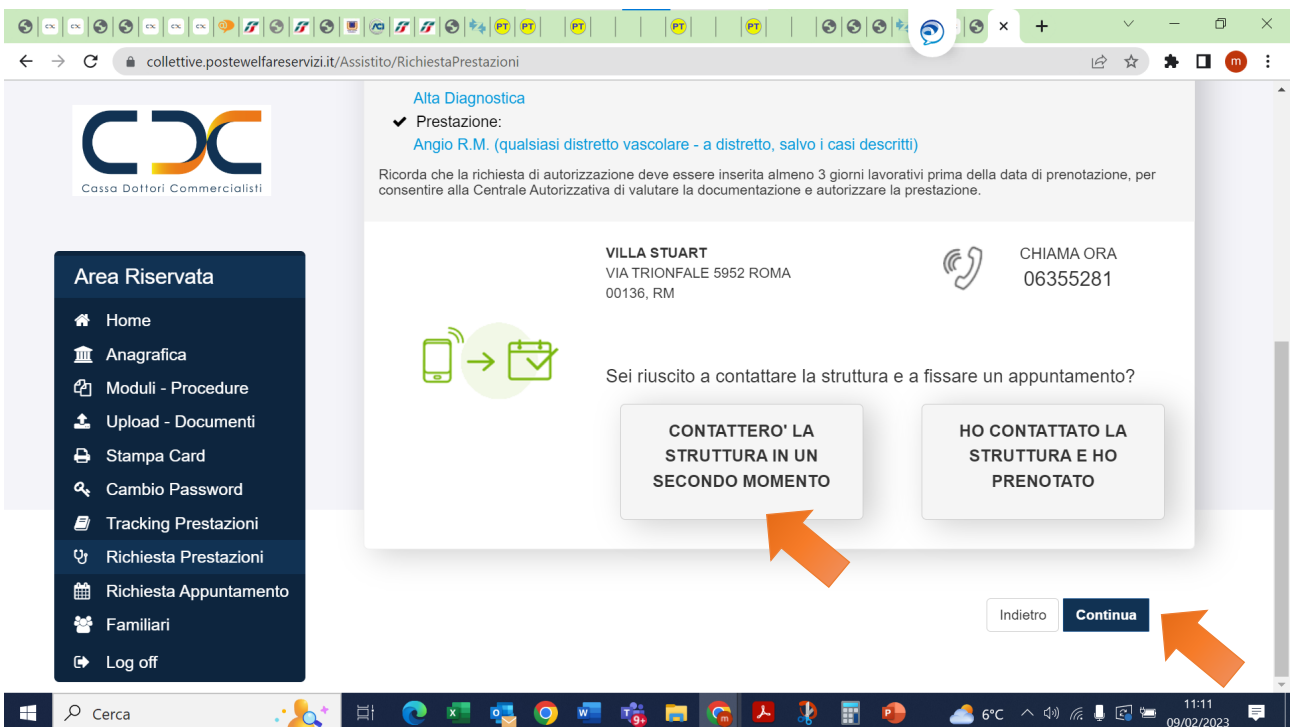 collettive.postewelfareservizi.it/Assistito/RichiestaPrestazioni
m
Cassa Dottori Commercialisti
Area Riservata
Home
Anagrafica
Moduli - Procedure
Upload - Documenti
Stampa Card
Cambio Password
Tracking Prestazioni
Richiesta Prestazioni
Richiesta Appuntamento
Familiari
Log off
Alta Diagnostica
Prestazione:
Angio R.M. (qualsiasi distretto vascolare - a distretto, salvo i casi descritti)
Ricorda che la richiesta di autorizzazione deve essere inserita almeno 3 giorni lavorativi prima della data di prenotazione, per
consentire alla Centrale Autorizzativa di valutare la documentazione e autorizzare la prestazione.
VILLA STUART
VIA TRIONFALE 5952 ROMA
00136, RM
CHIAMA ORA
06355281
Sei riuscito a contattare la struttura e a fissare un appuntamento?
CONTATTERO' LA
STRUTTURA IN UN
SECONDO MOMENTO
HO CONTATTATO LA
STRUTTURA E HO
PRENOTATO
Indietro
Continua
Cerca
6°C
11:11
09/02/2023